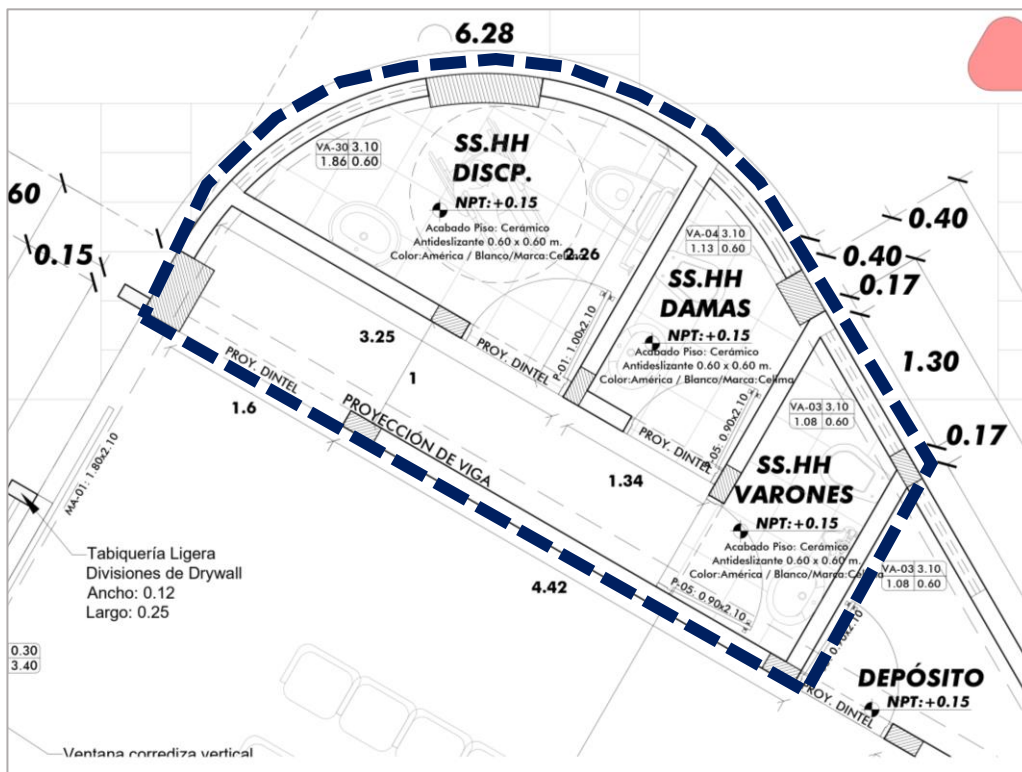 6.28
SS.HH
DISCP.
NPT:+0.15
Acabado Piso: Cerámico
Antideslizante 0.60 x 0.60 m.
Color:América / Blanco/Marca:Celima
VA-30 3.10
1.86 0.60
60
0.15
2.26
VA-04 3.10
1.13 0.60
0.40
0.40
0.17
SS.HH
DAMAS
NPT:+0.15
Acabado Piso: Cerámico
Antideslizante 0.60 x 0.60 m.
Color:América / Blanco/Marca:Celima
P-01: 1.00x2.10
3.25
1
PROY. DINTEL
PROY. DINTEL
1.6
PROYECCIÓN DE VIGA
1.30
0.17
VA-03 3.10
1.08 0.60
PROY. DINTEL
P-05: 0.90x2.10
1.34
SS.HH
VARONES
NPT:+0.15
Acabado Piso: Cerámico
Antideslizante 0.60 x 0.60 m.
Color:América / Blanco/Marca:Celima
MA-01: 1.80x2.10
Tabiquería Ligera
Divisiones de Drywall
Ancho: 0.12
Largo: 0.25
4.42
P-05: 0.90x2.10
VA-03 3.10
1.08 0.60
0.90x2.10
0.30
3.40
DEPÓSITO
NPT:+0.15
PROY. DINTEL
Ventana corrediza vertical